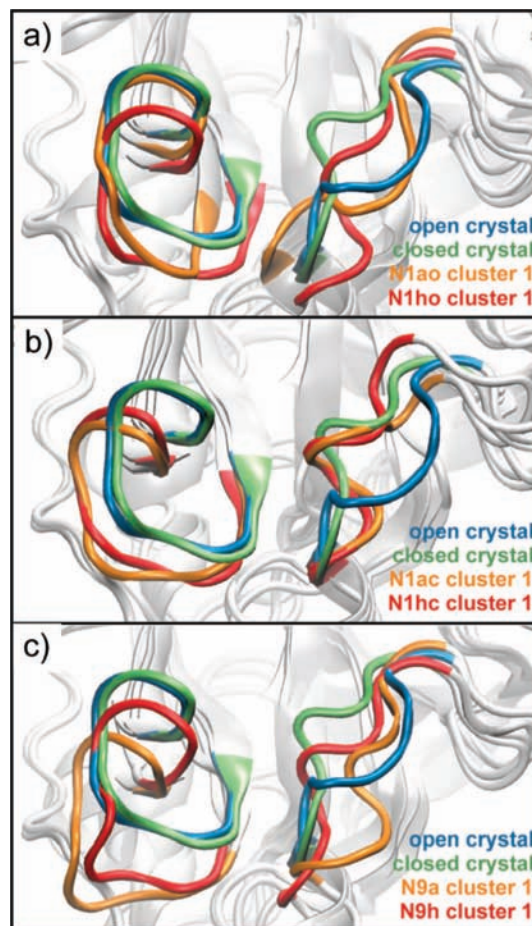 a)
open crystal
closed crystal
N1ao cluster 1
N1ho cluster 1
b)
open crystal
closed crystal
N1ac cluster 1
N1hc cluster 1
c)
open crystal
closed crystal
N9a cluster 1
N9h cluster 1